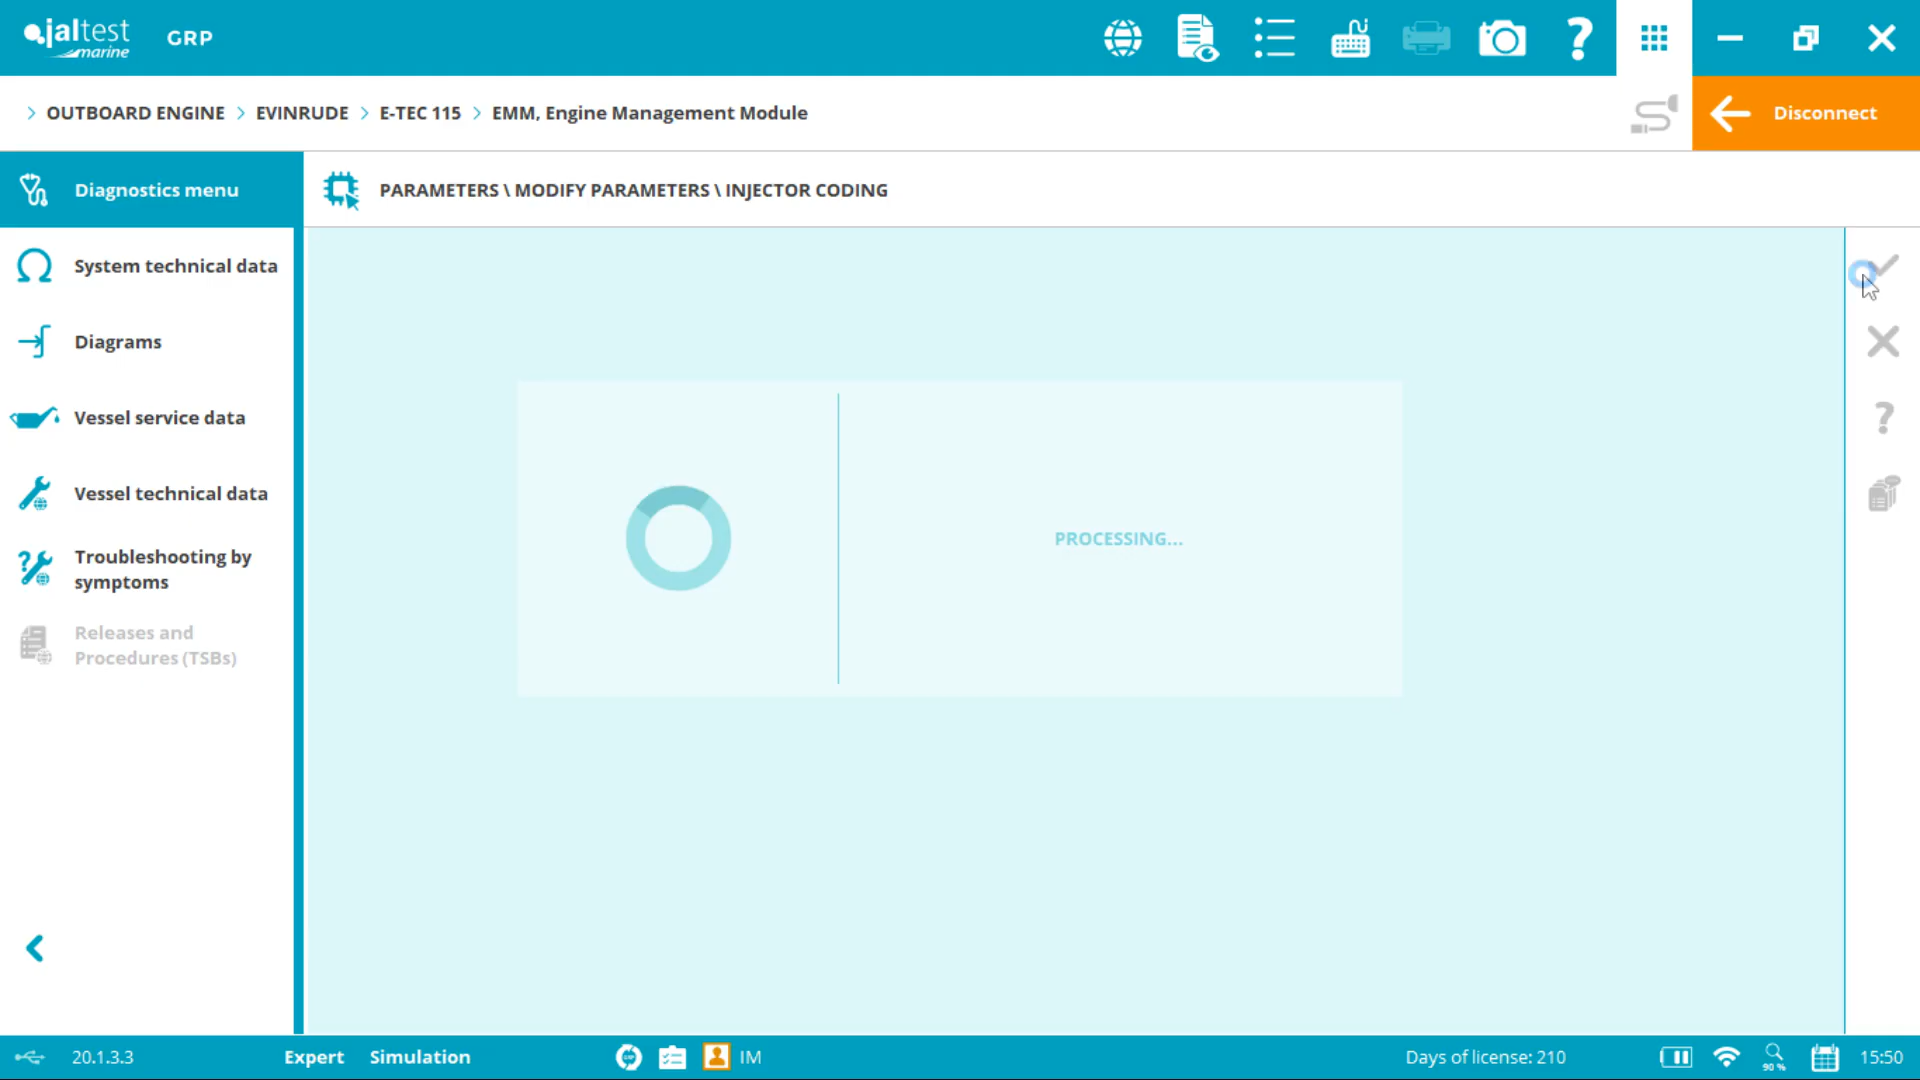 jaltest
marine
GRP
OUTBOARD ENGINE > EVINRUDE > E-TEC 115 > EMM, Engine Management Module
Disconnect
Diagnostics menu
PARAMETERS \ MODIFY PARAMETERS \ INJECTOR CODING
System technical data
Diagrams
Vessel service data
Vessel technical data
Troubleshooting by
symptoms
Releases and
Procedures (TSBs)
PROCESSING...
20.1.3.3
Expert
Simulation
IM
Days of license: 210
90 %
15:50